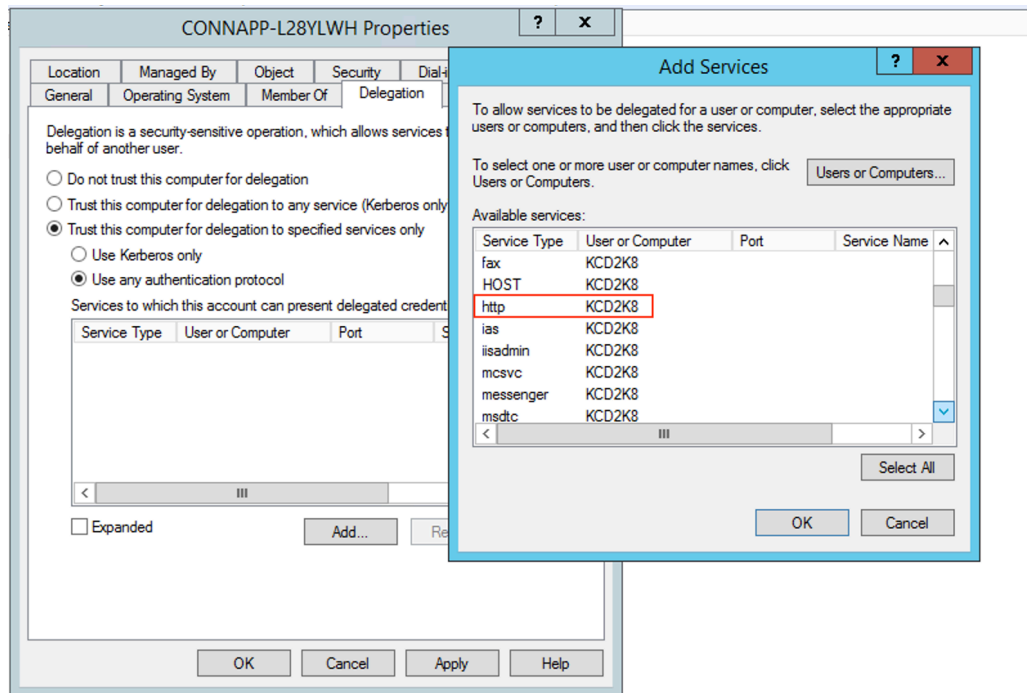 CONNAPP-L28YLWH Properties
?
x
Location Managed By Object Security Dial-i
General Operating System Member Of Delegation
Delegation is a security-sensitive operation, which allows services
behalf of another user.
Do not trust this computer for delegation
Trust this computer for delegation to any service (Kerberos only
Trust this computer for delegation to specified services only
Use Kerberos only
Use any authentication protocol
Services to which this account can present delegated credent
Service Type User or Computer Port S
Expanded
Add... Re
OK Cancel Apply Help
Add Services
?
x
To allow services to be delegated for a user or computer, select the appropriate
users or computers, and then click the services.
To select one or more user or computer names, click
Users or Computers.
Users or Computers...
Available services:
Service Type User or Computer Port Service Name
fax KCD2K8
HOST KCD2K8
http KCD2K8
ias KCD2K8
iisadmin KCD2K8
mcsvc KCD2K8
messenger KCD2K8
msdtc KCD2K8
Select All
OK Cancel